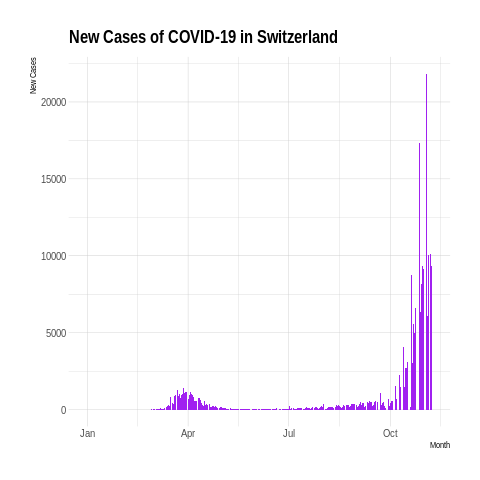 New Cases of COVID-19 in Switzerland
New Cases
20000
15000
10000
5000
0
Jan Apr Jul Oct
Month